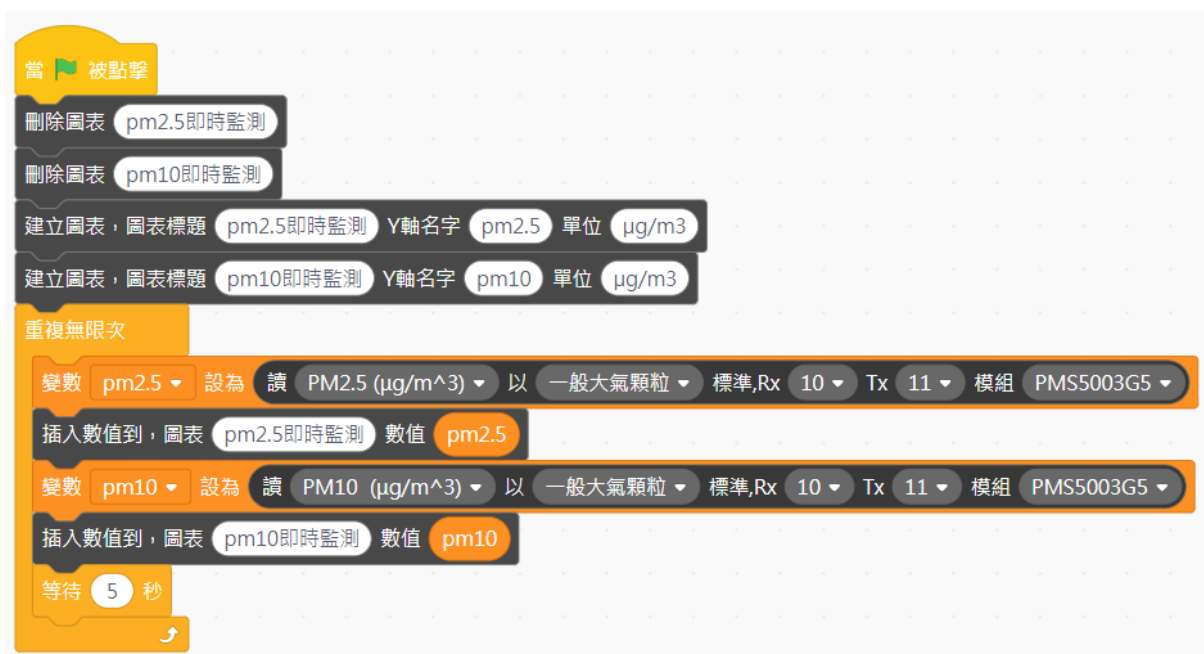 當 被點擊
刪除圖表 pm2.5即時監測
刪除圖表 pm10即時監測
建立圖表，圖表標題 pm2.5即時監測 Y軸名字 pm2.5 單位 μg/m3
建立圖表，圖表標題 pm10即時監測 Y軸名字 pm10 單位 μg/m3
重複無限次
變數 pm2.5 設為 讀 PM2.5 (μg/m^3) 以 一般大氣顆粒 標準,Rx 10 Tx 11 模組 PMS5003G5
插入數值到，圖表 pm2.5即時監測 數值 pm2.5
變數 pm10 設為 讀 PM10 (μg/m^3) 以 一般大氣顆粒 標準,Rx 10 Tx 11 模組 PMS5003G5
插入數值到，圖表 pm10即時監測 數值 pm10
等待 5 秒